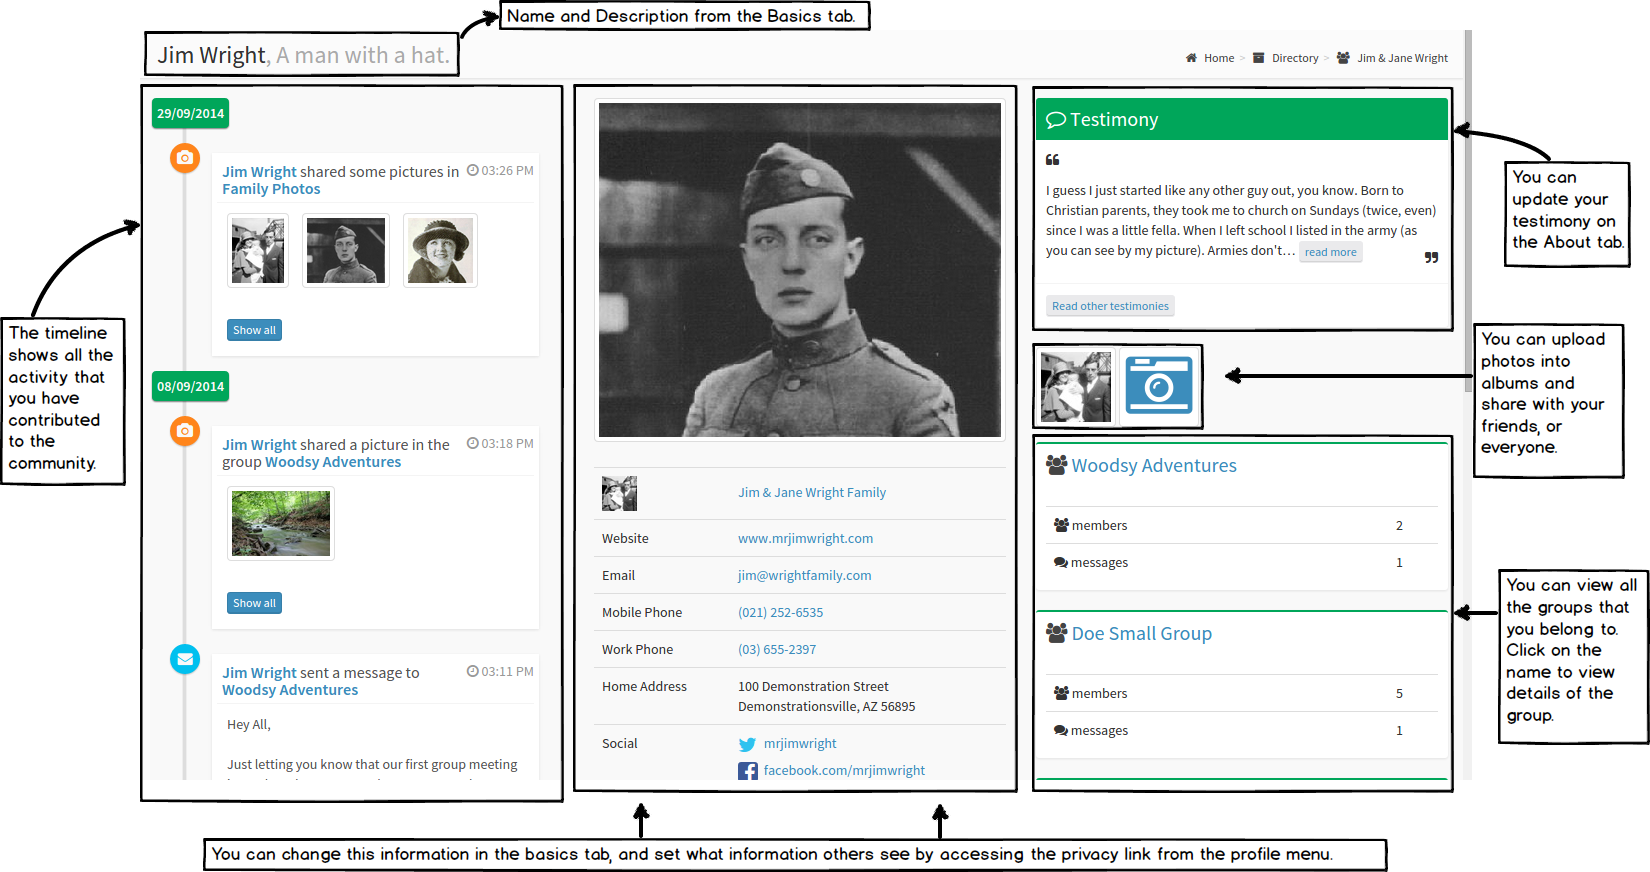 Name and Description from the Basics tab.
Jim Wright, A man with a hat.
Home > Directory > Jim & Jane Wright
29/09/2014
Jim Wright shared some pictures in
Family Photos
03:26 PM
Show all
08/09/2014
Jim Wright shared a picture in the
group Woodsy Adventures
03:18 PM
Show all
Jim Wright sent a message to
Woodsy Adventures
03:11 PM
Hey All,
Just letting you know that our first group meeting
The timeline
shows all the
activity that
you have
contributed
to the
community.
Jim & Jane Wright Family
Website www.mrjimwright.com
Email jim@wrightfamily.com
Mobile Phone (021) 252-6535
Work Phone (03) 655-2397
Home Address 100 Demonstration Street
Demonstrationsville, AZ 56895
Social mrjimwright
facebook.com/mrjimwright
Testimony
❝
I guess I just started like any other guy out, you know. Born to
Christian parents, they took me to church on Sundays (twice, even)
since I was a little fella. When I left school I listed in the army (as
you can see by my picture). Armies don't... read more
❞
Read other testimonies
You can
update your
testimony on
the About tab.
You can upload
photos into
albums and
share with your
friends, or
everyone.
Woodsy Adventures
members 2
messages 1
Doe Small Group
members 5
messages 1
You can view all
the groups that
you belong to.
Click on the
name to view
details of the
group.
You can change this information in the basics tab, and set what information others see by accessing the privacy link from the profile menu.